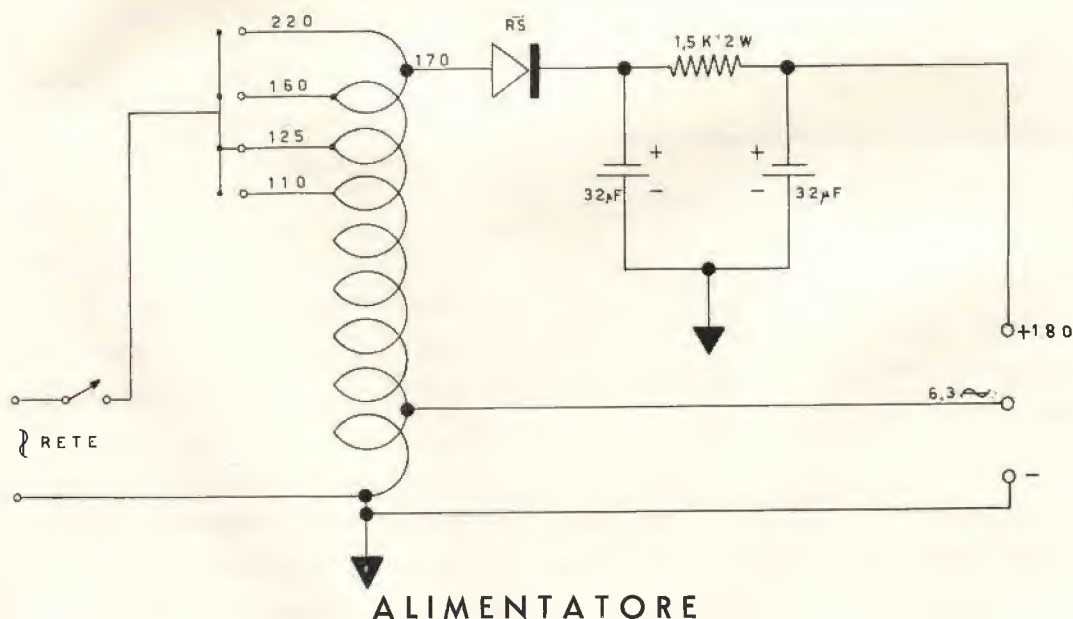 220
160
125
110
170
RS
1,5 K 2 W
+
-
32µF
+
-
32µF
+180
6,3 ~
-
RETE
ALIMENTATORE